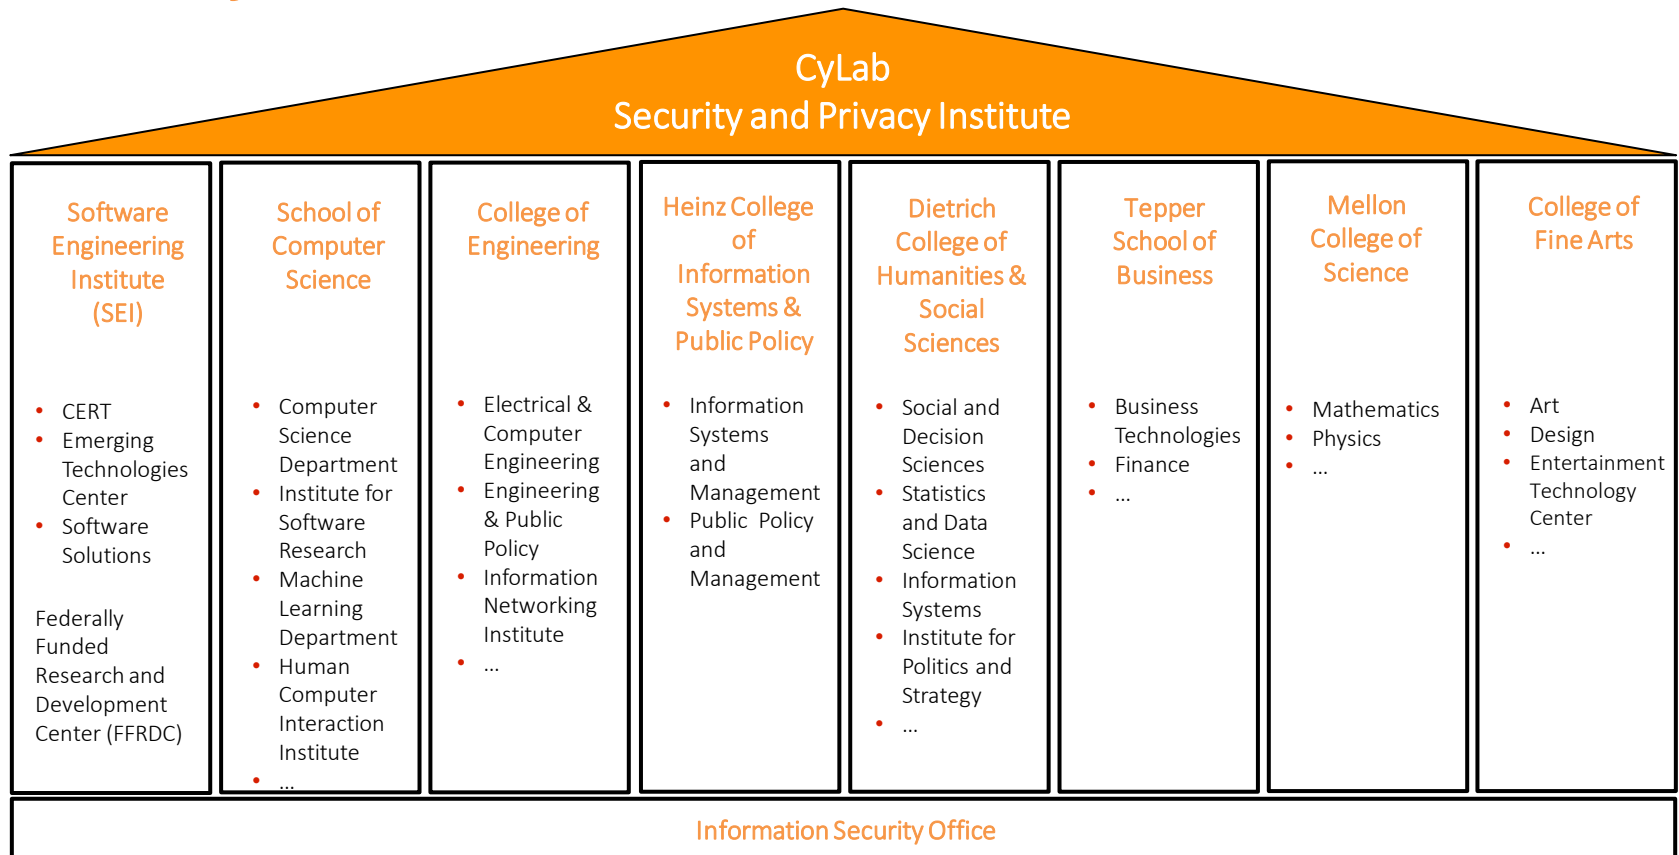 CyLab
Security and Privacy Institute
Software
Engineering
Institute
(SEI)
• CERT
• Emerging
Technologies
Center
• Software
Solutions
Federally
Funded
Research and
Development
Center (FFRDC)
School of
Computer
Science
• Computer
Science
Department
• Institute for
Software
Research
• Machine
Learning
Department
• Human
Computer
Interaction
Institute
• ...
College of
Engineering
• Electrical &
Computer
Engineering
• Engineering
& Public
Policy
• Information
Networking
Institute
• ...
Heinz College
of
Information
Systems &
Public Policy
• Information
Systems
and
Management
• Public Policy
and
Management
Dietrich
College of
Humanities &
Social
Sciences
• Social and
Decision
Sciences
• Statistics
and Data
Science
• Information
Systems
• Institute for
Politics and
Strategy
• ...
Tepper
School of
Business
• Business
Technologies
• Finance
• ...
Mellon
College of
Science
• Mathematics
• Physics
• ...
College of
Fine Arts
• Art
• Design
• Entertainment
Technology
Center
• ...
Information Security Office